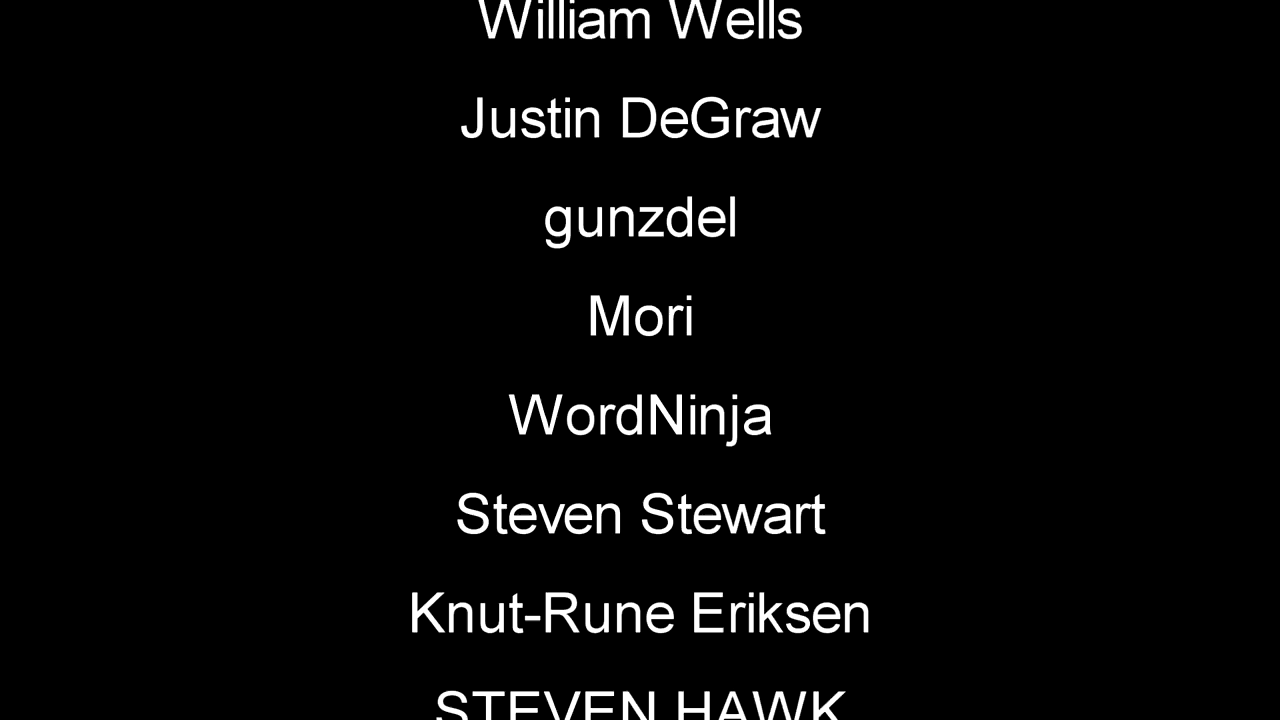 William Wells
Justin DeGraw
gunzdel
Mori
WordNinja
Steven Stewart
Knut-Rune Eriksen
STEVEN HAWK